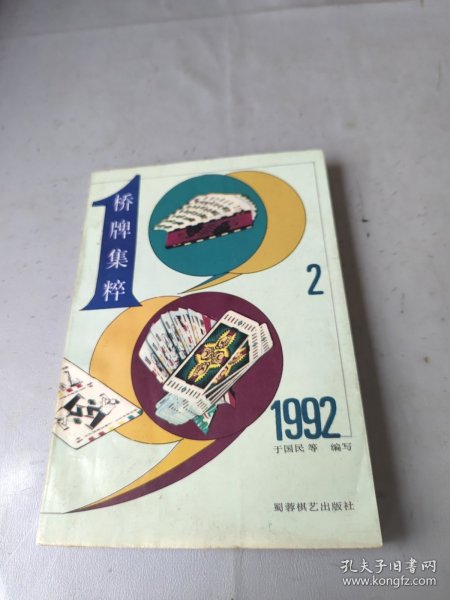 桥牌集粹
199
2
1992
于国民等 编写
蜀蓉棋艺出版社
孔夫子旧书网
www.kongfz.com